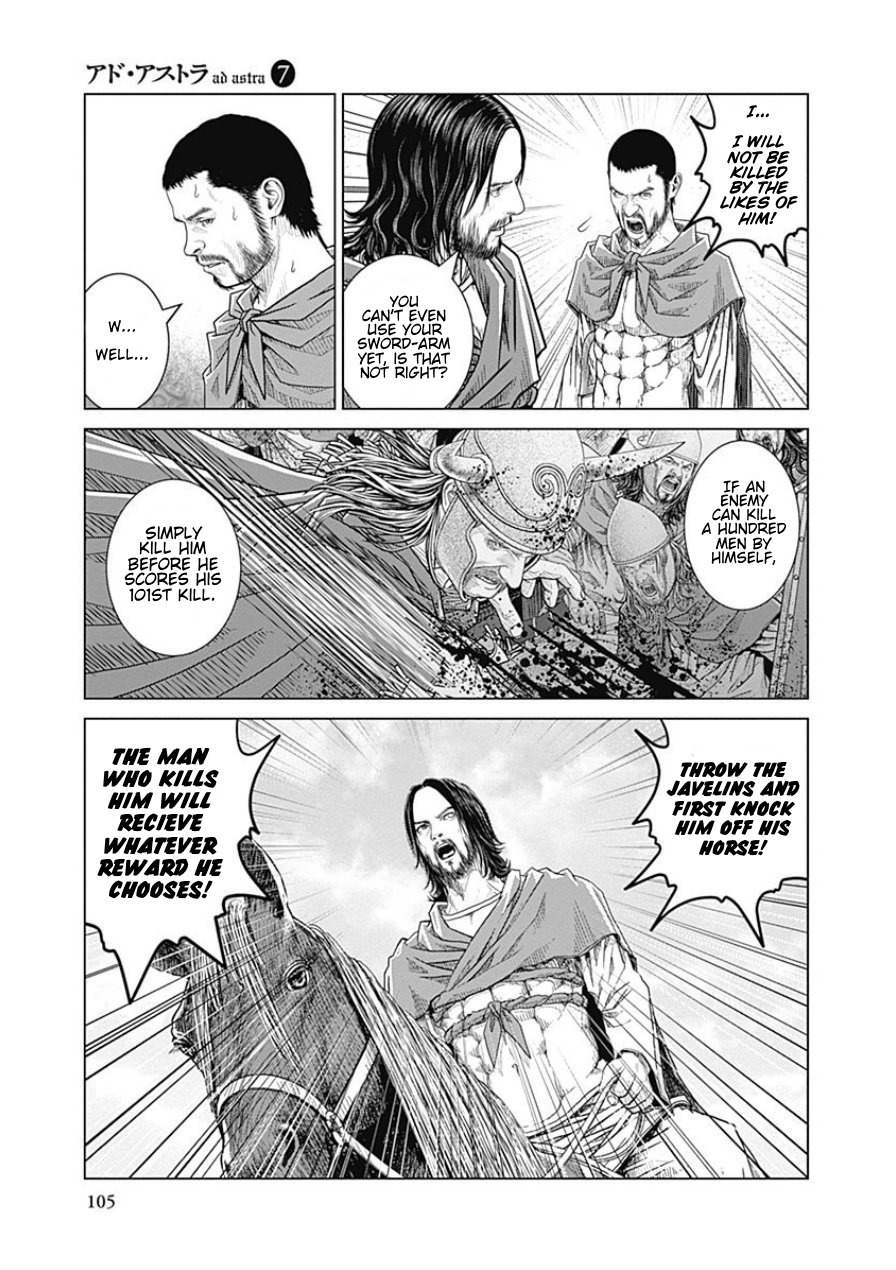 アド・アストラ ad astra 7
I...
I WILL
NOT BE
KILLED
BY THE
LIKES OF
HIM!
YOU
CAN'T EVEN
USE YOUR
SWORD-ARM
YET, IS THAT
NOT RIGHT?
W...
WELL...
IF AN
ENEMY
CAN KILL
A HUNDRED
MEN BY
HIMSELF,
SIMPLY
KILL HIM
BEFORE HE
SCORES HIS
101ST KILL.
THROW THE
JAVELINS AND
FIRST KNOCK
HIM OFF HIS
HORSE!
THE MAN
WHO KILLS
HIM WILL
RECIEVE
WHATEVER
REWARD HE
CHOOSES!
105